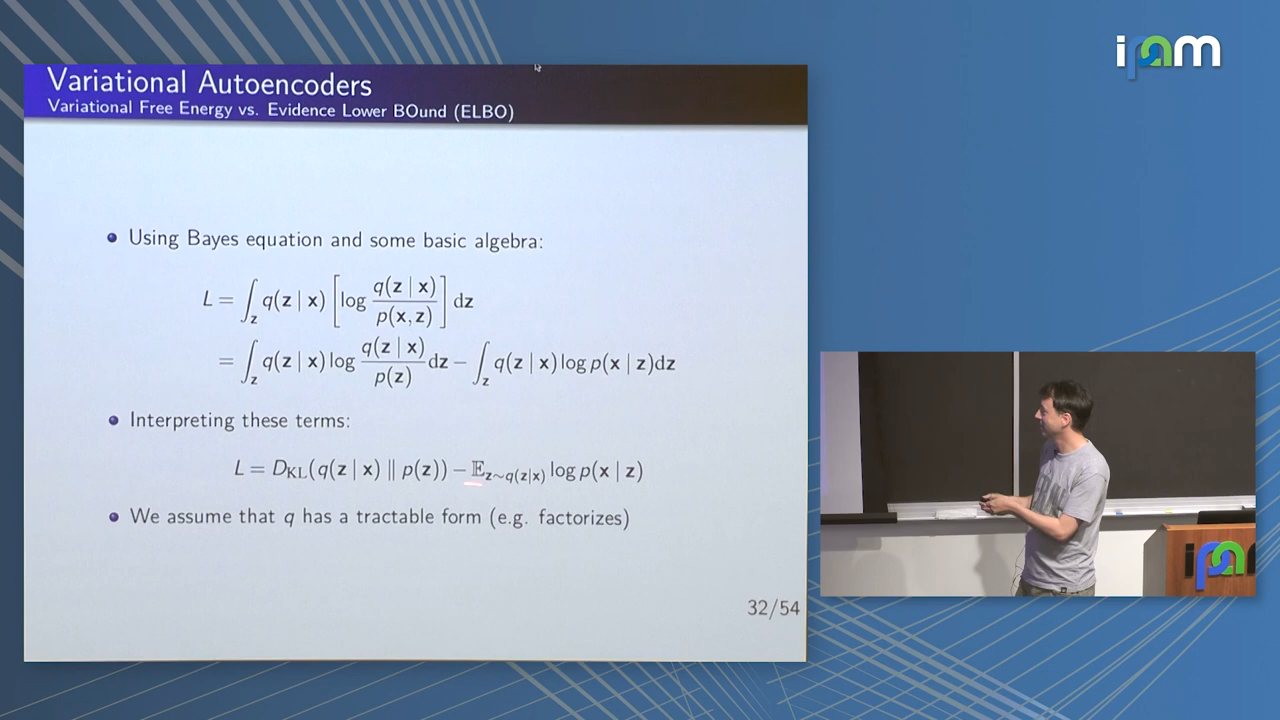 ipam
Variational Autoencoders
Variational Free Energy vs. Evidence Lower BOund (ELBO)
Using Bayes equation and some basic algebra:
L = ∫_z q(z | x) [log q(z | x) / p(x, z)] dz
= ∫_z q(z | x) log q(z | x) / p(z) dz − ∫_z q(z | x) log p(x | z)dz
Interpreting these terms:
L = D_KL(q(z | x) ∥ p(z)) − 𝔼_z∼q(z|x) log p(x | z)
We assume that q has a tractable form (e.g. factorizes)
32/54
ipa